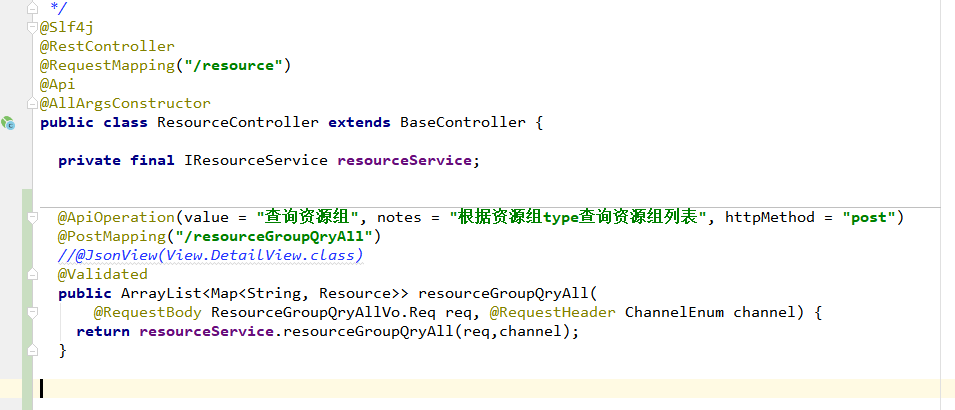 */
@Slf4j
@RestController
@RequestMapping("/resource")
@Api
@AllArgsConstructor
public class ResourceController extends BaseController {
private final IResourceService resourceService;
@ApiOperation(value = "查询资源组", notes = "根据资源组type查询资源组列表", httpMethod = "post")
@PostMapping("/resourceGroupQryAll")
//@JsonView(View.DetailView.class)
@Validated
public ArrayList<Map<String, Resource>> resourceGroupQryAll(
@RequestBody ResourceGroupQryAllVo.Req req, @RequestHeader ChannelEnum channel) {
return resourceService.resourceGroupQryAll(req,channel);
}